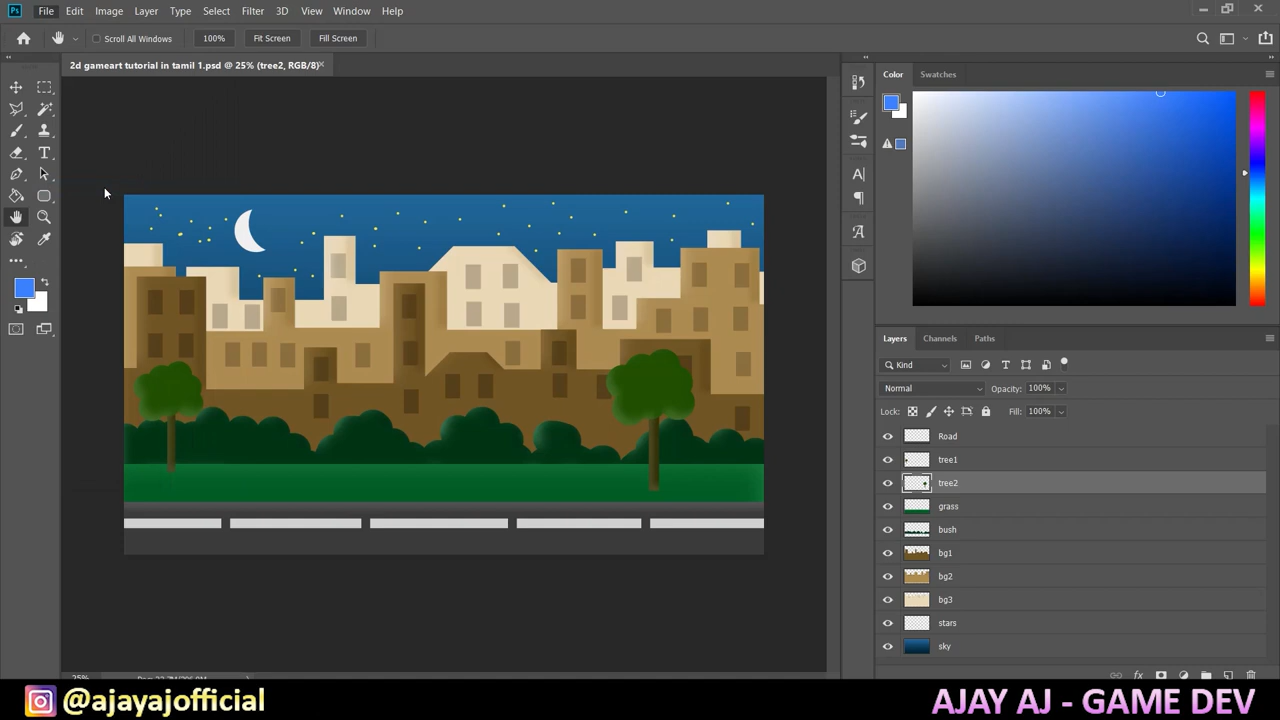 Ps File Edit Image Layer Type Select Filter 3D View Window Help
Scroll All Windows 100% Fit Screen Fill Screen
2d gameart tutorial in tamil 1.psd @ 25% (tree2, RGB/8)
Color Swatches
Layers Channels Paths
Kind
Normal Opacity: 100%
Lock: Fill: 100%
Road
tree1
tree2
grass
bush
bg1
bg2
bg3
stars
sky
25%
@ajayajofficial
AJAY AJ - GAME DEV